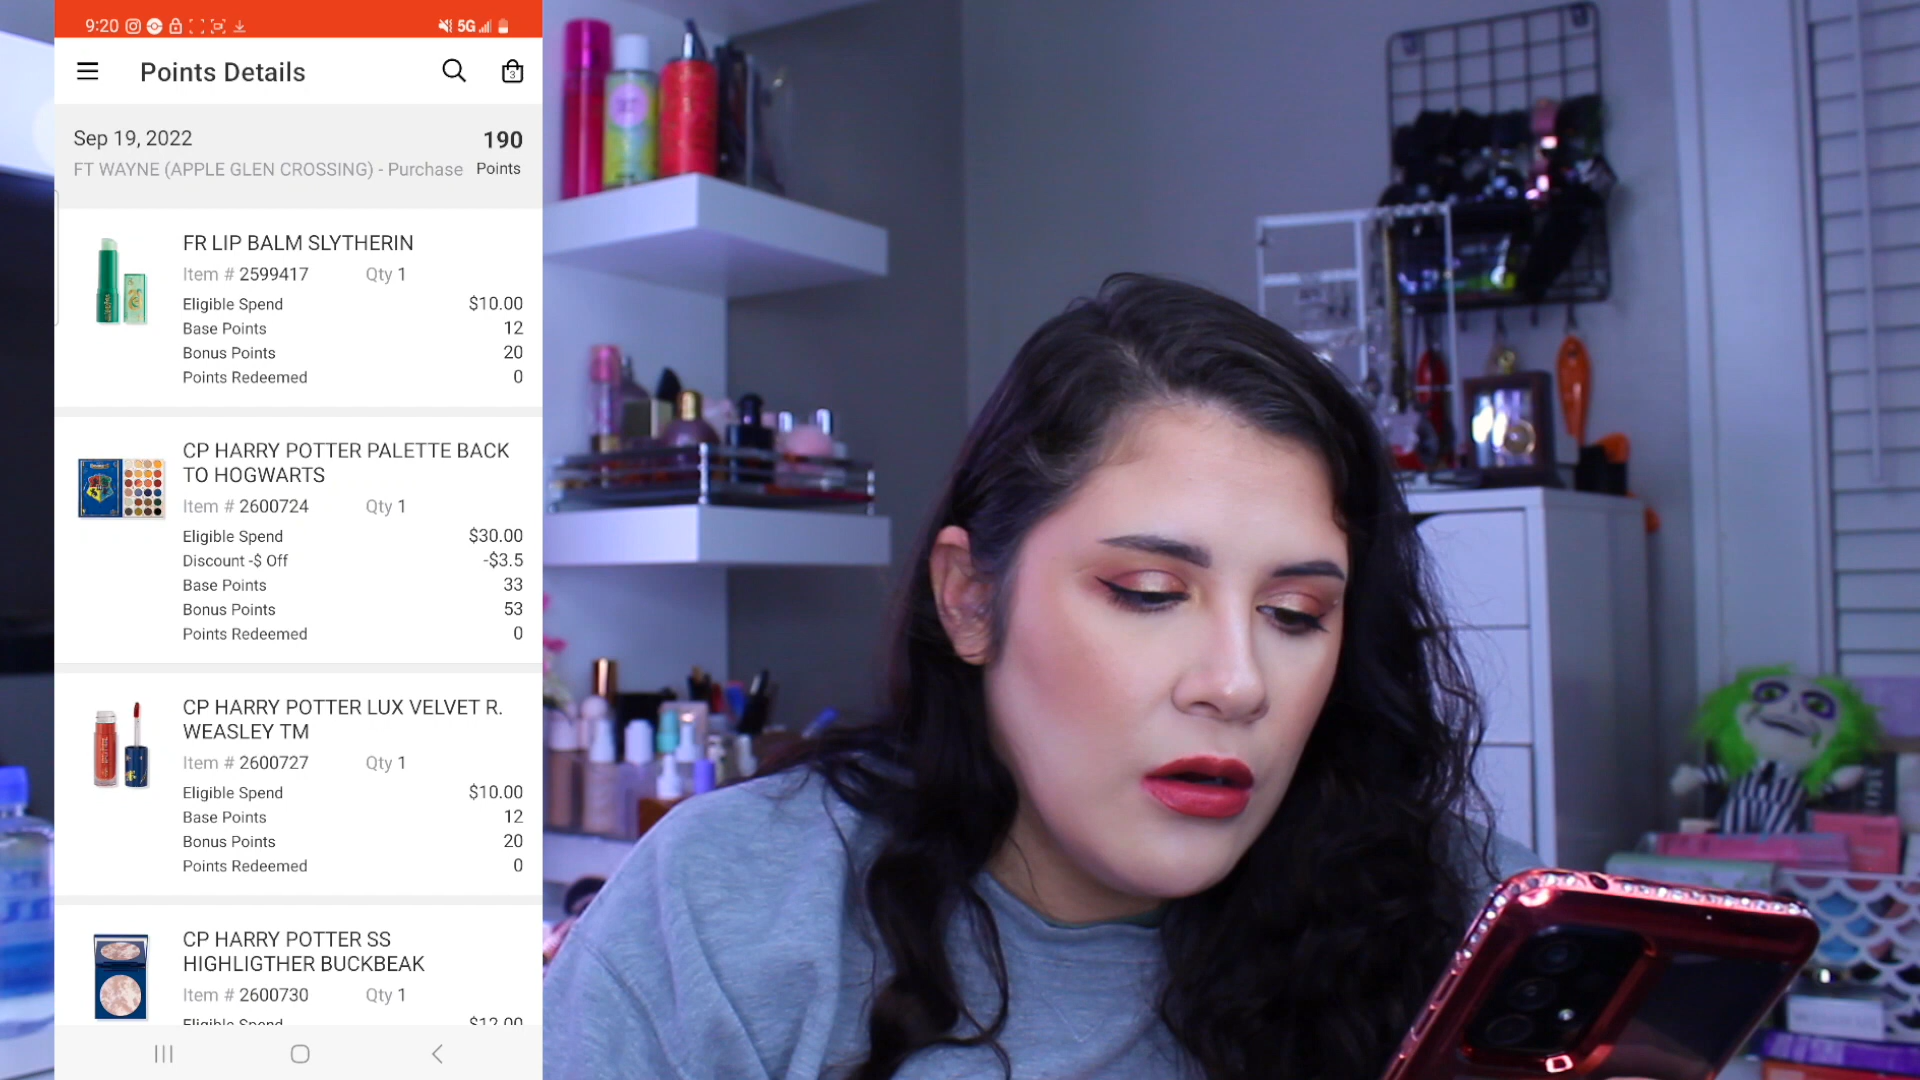 9:20
5G
Points Details
3
Sep 19, 2022
190
FT WAYNE (APPLE GLEN CROSSING) - Purchase
Points
FR LIP BALM SLYTHERIN
Item # 2599417 Qty 1
Eligible Spend $10.00
Base Points 12
Bonus Points 20
Points Redeemed 0
CP HARRY POTTER PALETTE BACK
TO HOGWARTS
Item # 2600724 Qty 1
Eligible Spend $30.00
Discount -$ Off -$3.5
Base Points 33
Bonus Points 53
Points Redeemed 0
CP HARRY POTTER LUX VELVET R.
WEASLEY TM
Item # 2600727 Qty 1
Eligible Spend $10.00
Base Points 12
Bonus Points 20
Points Redeemed 0
CP HARRY POTTER SS
HIGHLIGTHER BUCKBEAK
Item # 2600730 Qty 1
Eligible Spend $12.00